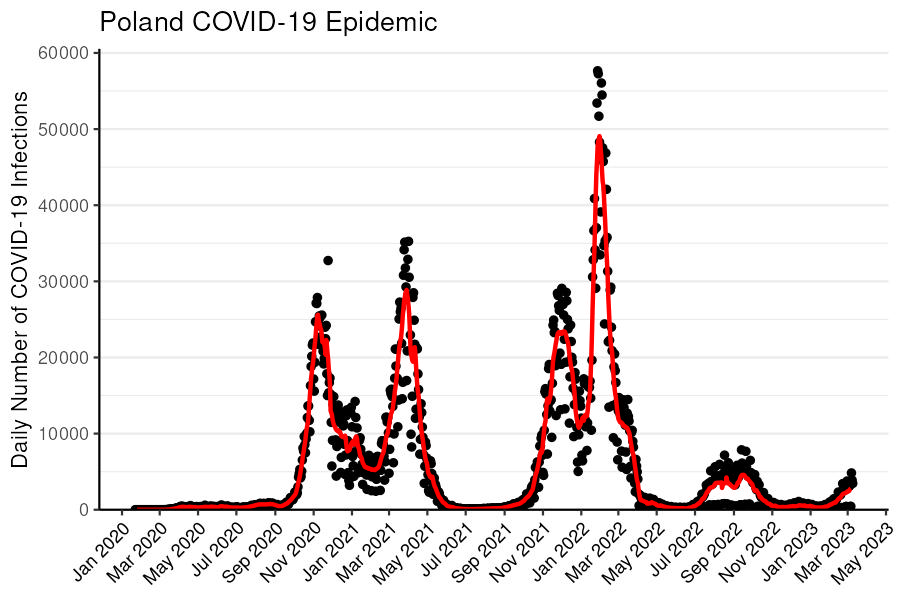 Poland COVID-19 Epidemic
Daily Number of COVID-19 Infections
60000
50000
40000
30000
20000
10000
0
Jan 2020
Mar 2020
May 2020
Jul 2020
Sep 2020
Nov 2020
Jan 2021
Mar 2021
May 2021
Jul 2021
Sep 2021
Nov 2021
Jan 2022
Mar 2022
May 2022
Jul 2022
Sep 2022
Nov 2022
Jan 2023
Mar 2023
May 2023